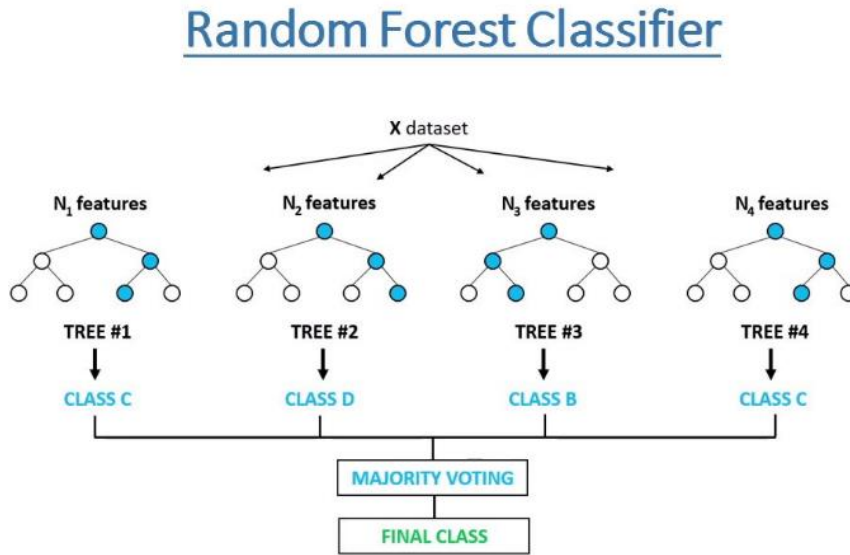 Random Forest Classifier
X dataset
N₁ features
N₂ features
N₃ features
N₄ features
TREE #1
TREE #2
TREE #3
TREE #4
CLASS C
CLASS D
CLASS B
CLASS C
MAJORITY VOTING
FINAL CLASS